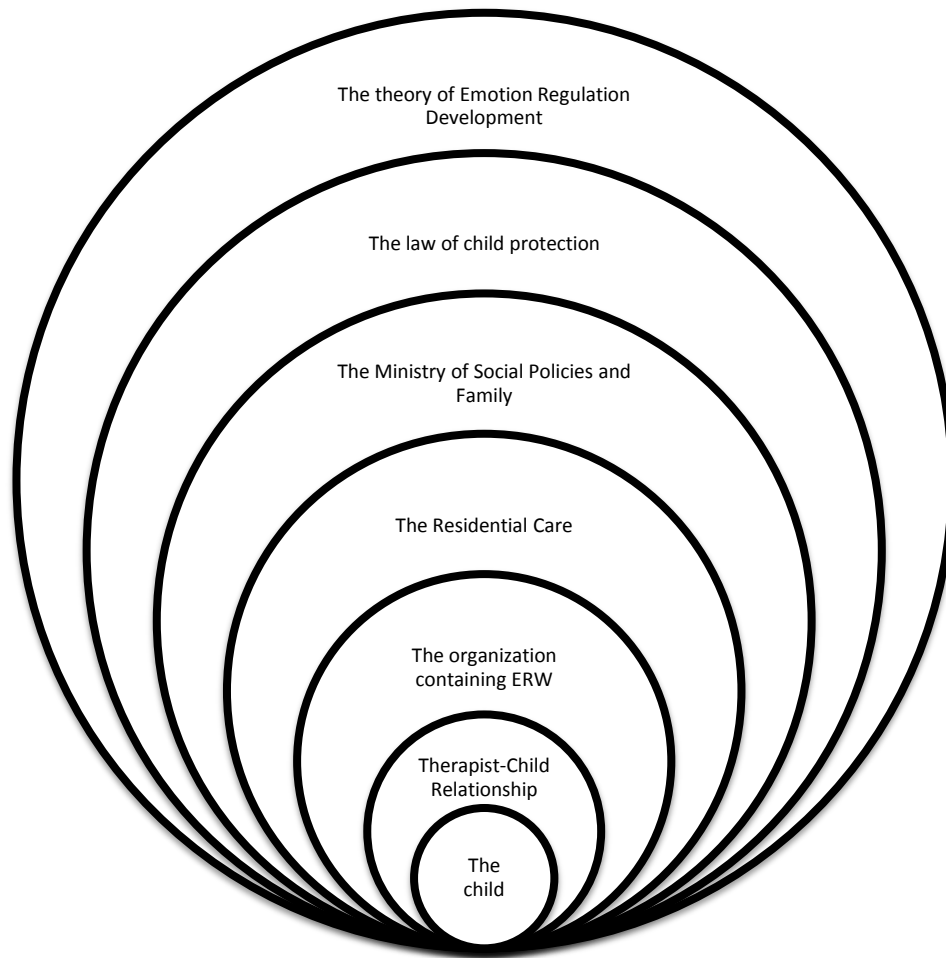 The theory of Emotion Regulation
Development
The law of child protection
The Ministry of Social Policies and
Family
The Residential Care
The organization
containing ERW
Therapist-Child
Relationship
The
child